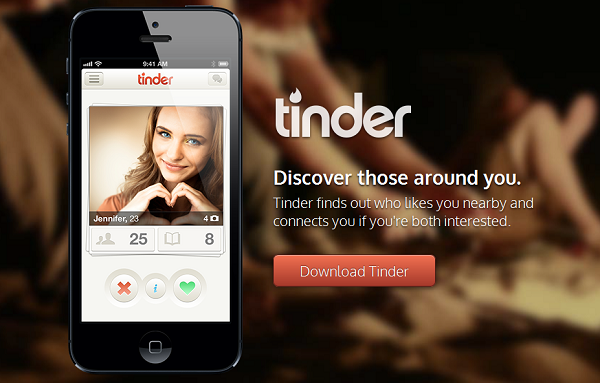 9:41 AM
tinder
Jennifer, 23 4
25 8
i
tinder
Discover those around you.
Tinder finds out who likes you nearby and
connects you if you're both interested.
Download Tinder